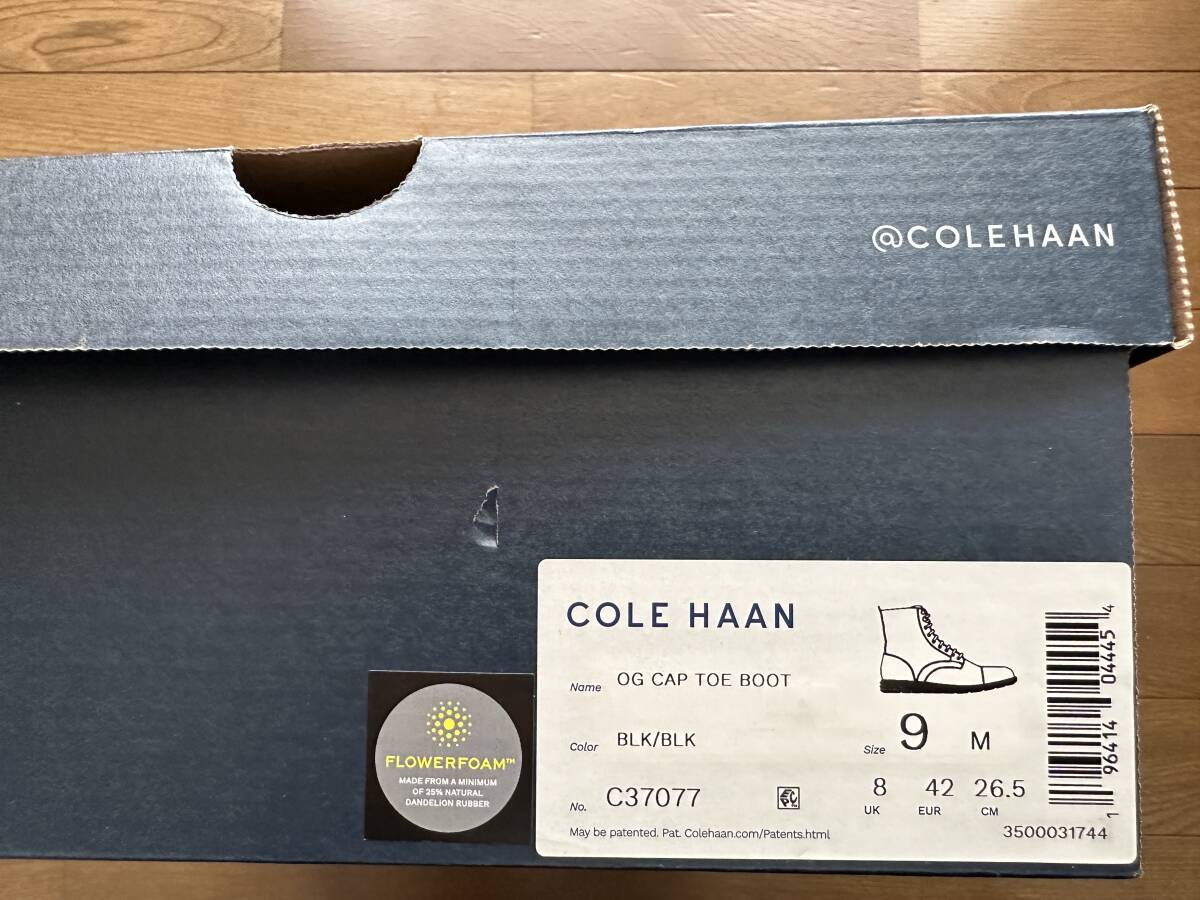 @COLEHAAN
COLE HAAN
Name OG CAP TOE BOOT
Color BLK/BLK
Size 9 M
No. C37077
8 42 26.5
UK EUR CM
May be patented. Pat. Colehaan.com/Patents.html
3500031744
1 96414 04445 4
FLOWERFOAM™
MADE FROM A MINIMUM
OF 25% NATURAL
DANDELION RUBBER